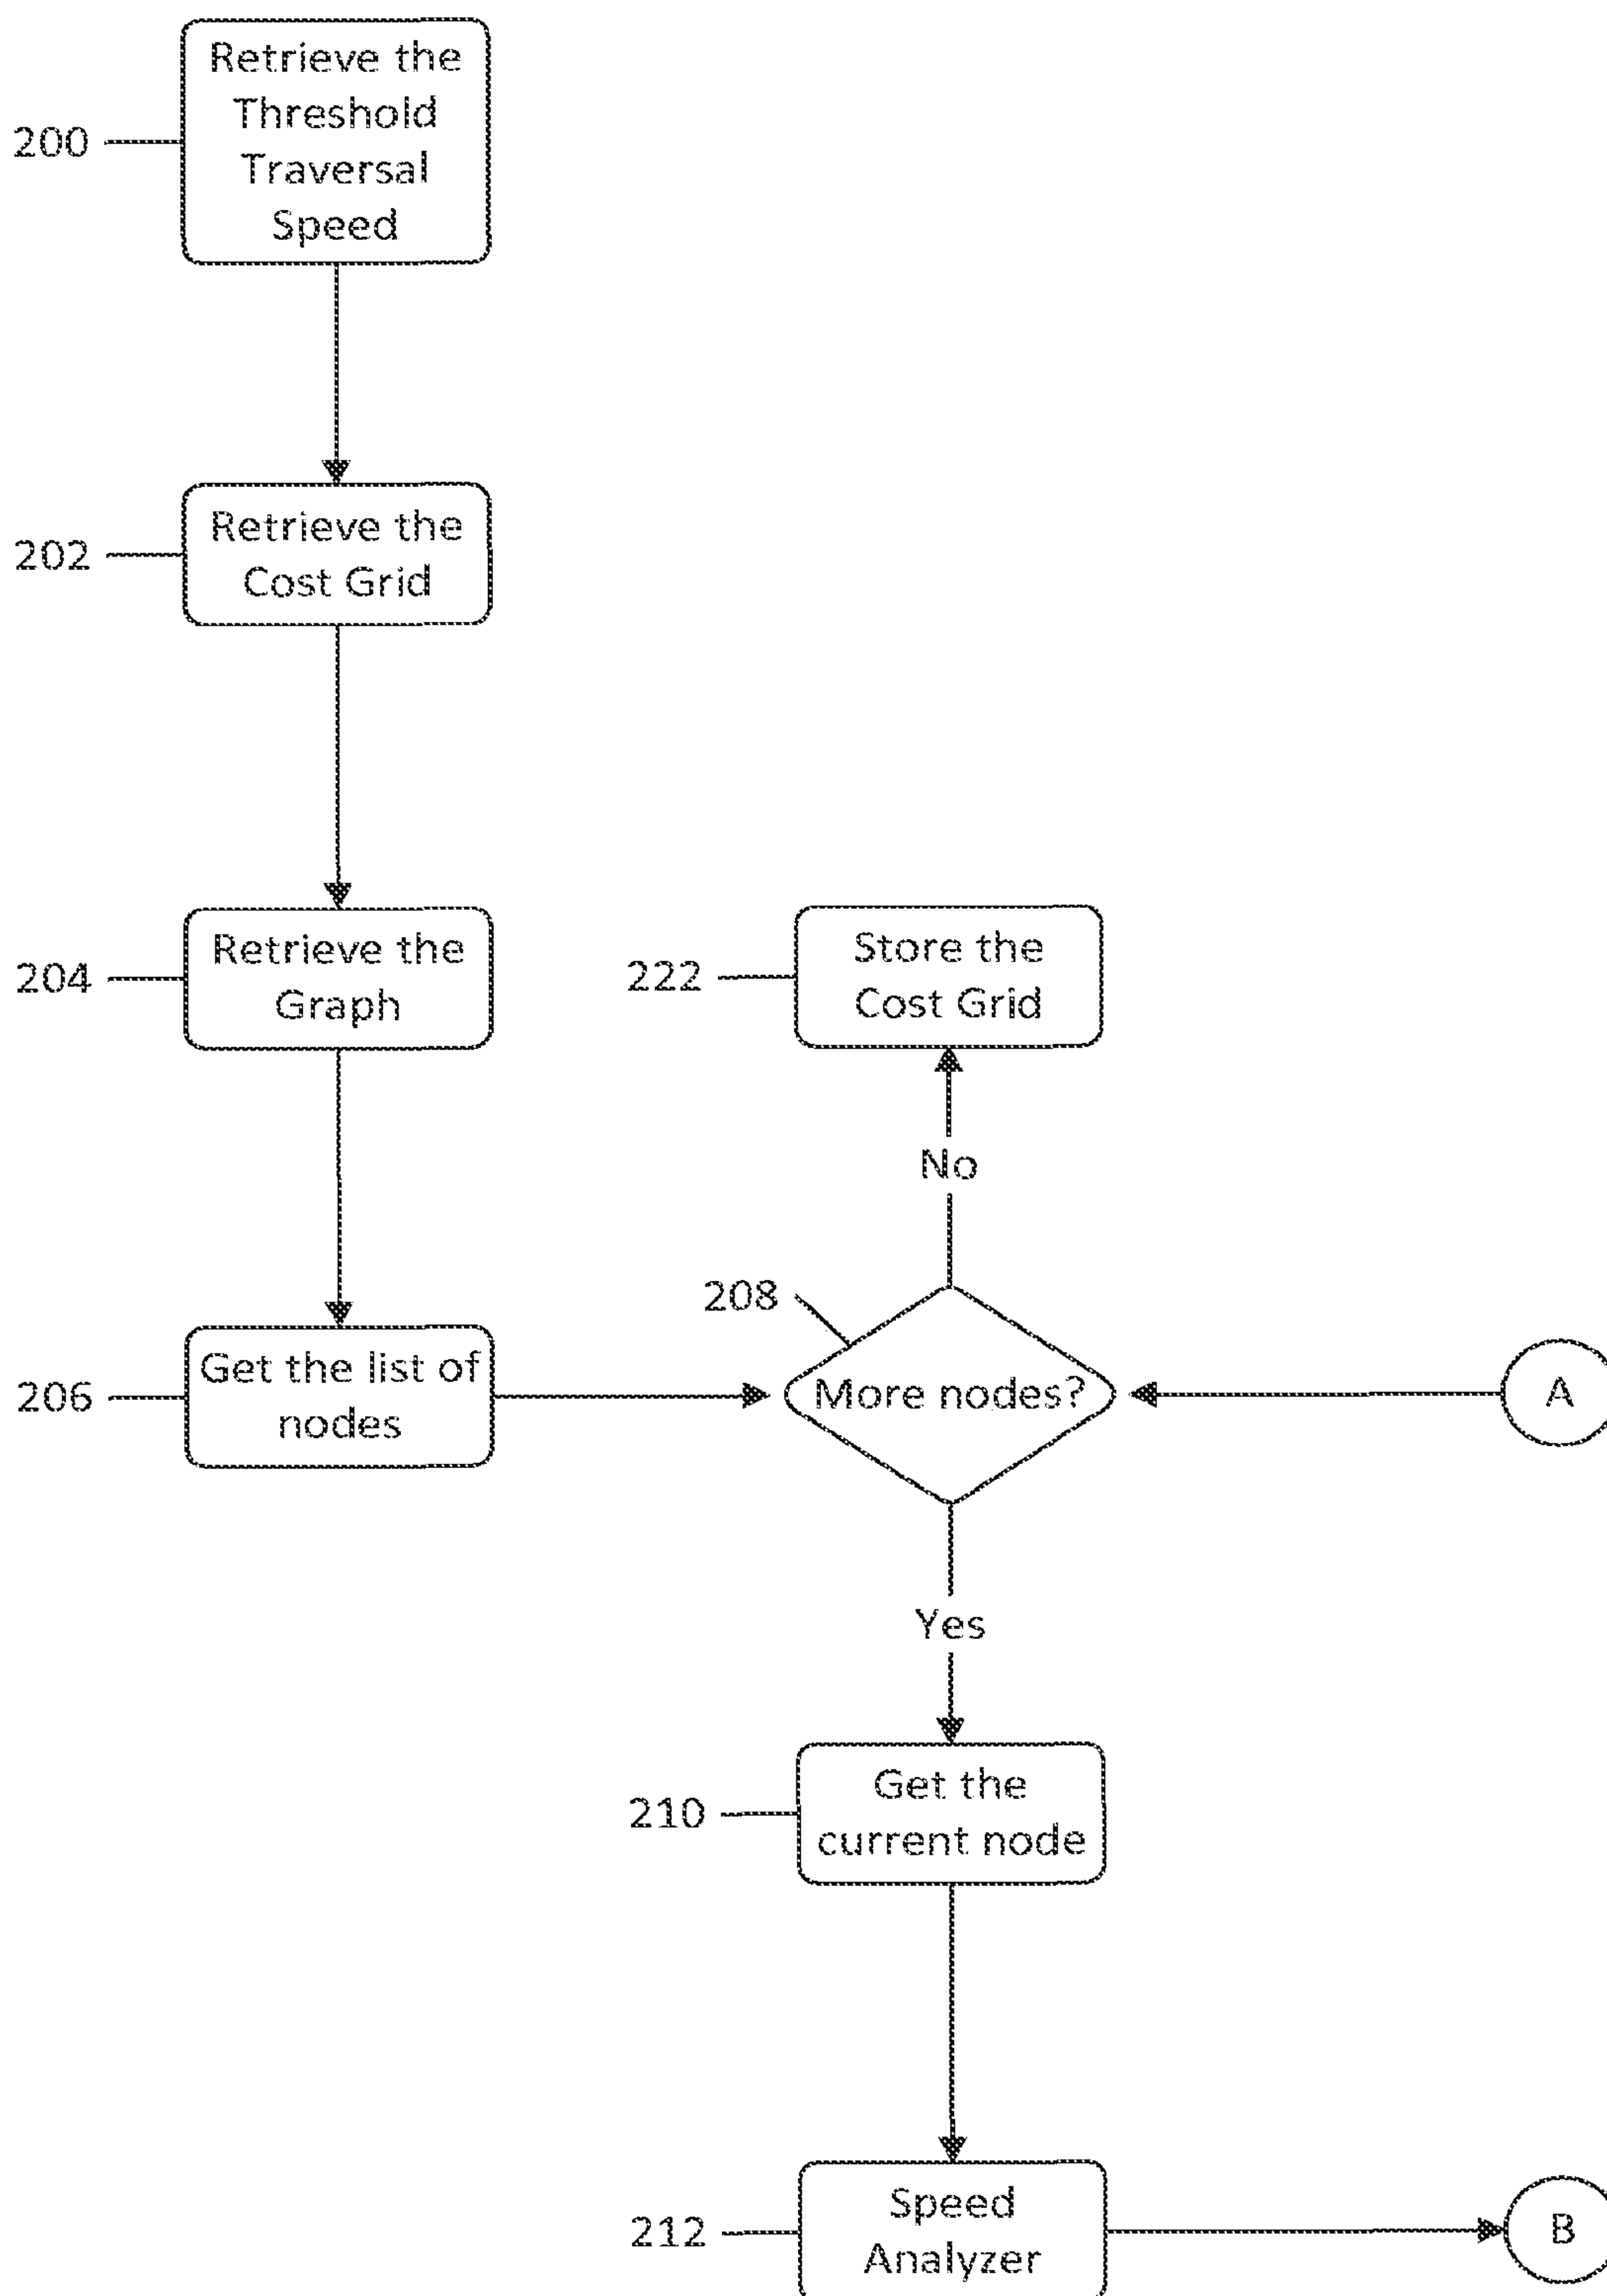 200
Retrieve the
Threshold
Traversal
Speed
202
Retrieve the
Cost Grid
204
Retrieve the
Graph
222
Store the
Cost Grid
No
208
206
Get the list of
nodes
More nodes?
A
Yes
210
Get the
current node
212
Speed
Analyzer
B